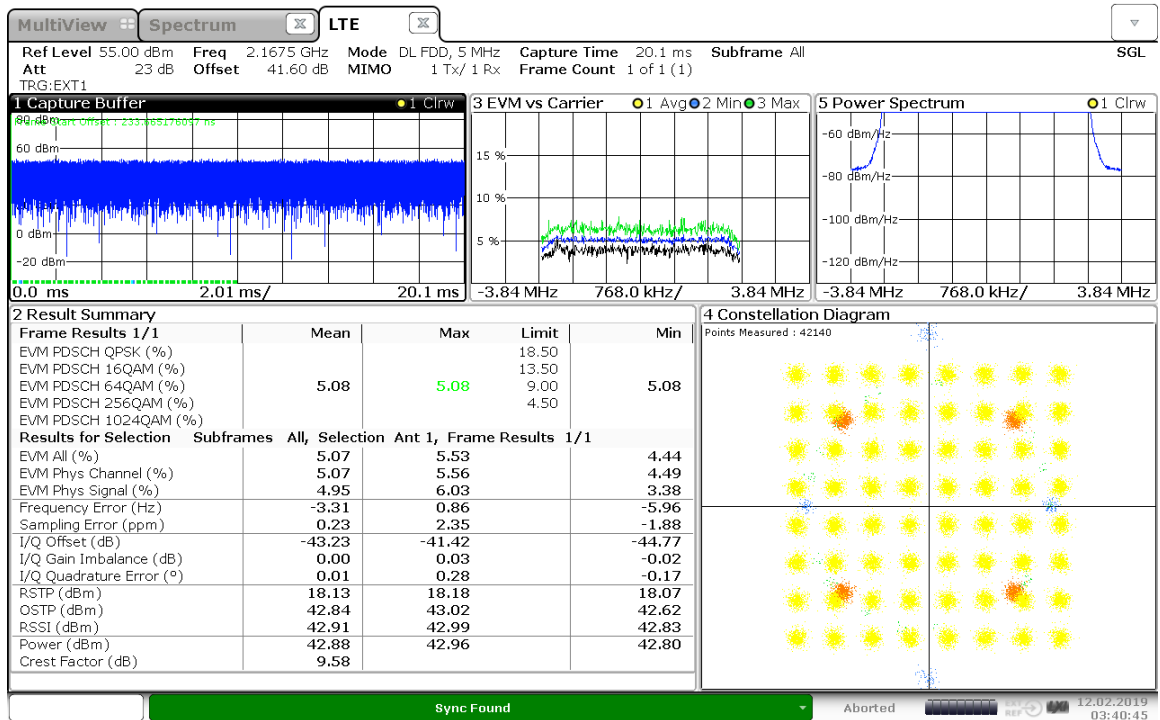 MultiView Spectrum LTE
Ref Level 55.00 dBm Freq 2.1675 GHz Mode DL FDD, 5 MHz Capture Time 20.1 ms Subframe All SGL
Att 23 dB Offset 41.60 dB MIMO 1 Tx/ 1 Rx Frame Count 1 of 1 (1)
TRG:EXT1
1 Capture Buffer 1 Clrw
Frame Start Offset : 233.665176097 ns
80 dBm
60 dBm
0 dBm
-20 dBm
0.0 ms 2.01 ms/ 20.1 ms
3 EVM vs Carrier 1 Avg 2 Min 3 Max
15 %
10 %
5 %
-3.84 MHz 768.0 kHz/ 3.84 MHz
5 Power Spectrum 1 Clrw
-60 dBm/Hz
-80 dBm/Hz
-100 dBm/Hz
-120 dBm/Hz
-3.84 MHz 768.0 kHz/ 3.84 MHz
2 Result Summary
Frame Results 1/1 Mean Max Limit Min
EVM PDSCH QPSK (%) 18.50
EVM PDSCH 16QAM (%) 13.50
EVM PDSCH 64QAM (%) 5.08 5.08 9.00 5.08
EVM PDSCH 256QAM (%) 4.50
EVM PDSCH 1024QAM (%)
Results for Selection Subframes All, Selection Ant 1, Frame Results 1/1
EVM All (%) 5.07 5.53 4.44
EVM Phys Channel (%) 5.07 5.56 4.49
EVM Phys Signal (%) 4.95 6.03 3.38
Frequency Error (Hz) -3.31 0.86 -5.96
Sampling Error (ppm) 0.23 2.35 -1.88
I/Q Offset (dB) -43.23 -41.42 -44.77
I/Q Gain Imbalance (dB) 0.00 0.03 -0.02
I/Q Quadrature Error (º) 0.01 0.28 -0.17
RSTP (dBm) 18.13 18.18 18.07
OSTP (dBm) 42.84 43.02 42.62
RSSI (dBm) 42.91 42.99 42.83
Power (dBm) 42.88 42.96 42.80
Crest Factor (dB) 9.58
4 Constellation Diagram
Points Measured : 42140
Sync Found Aborted 12.02.2019
03:40:45